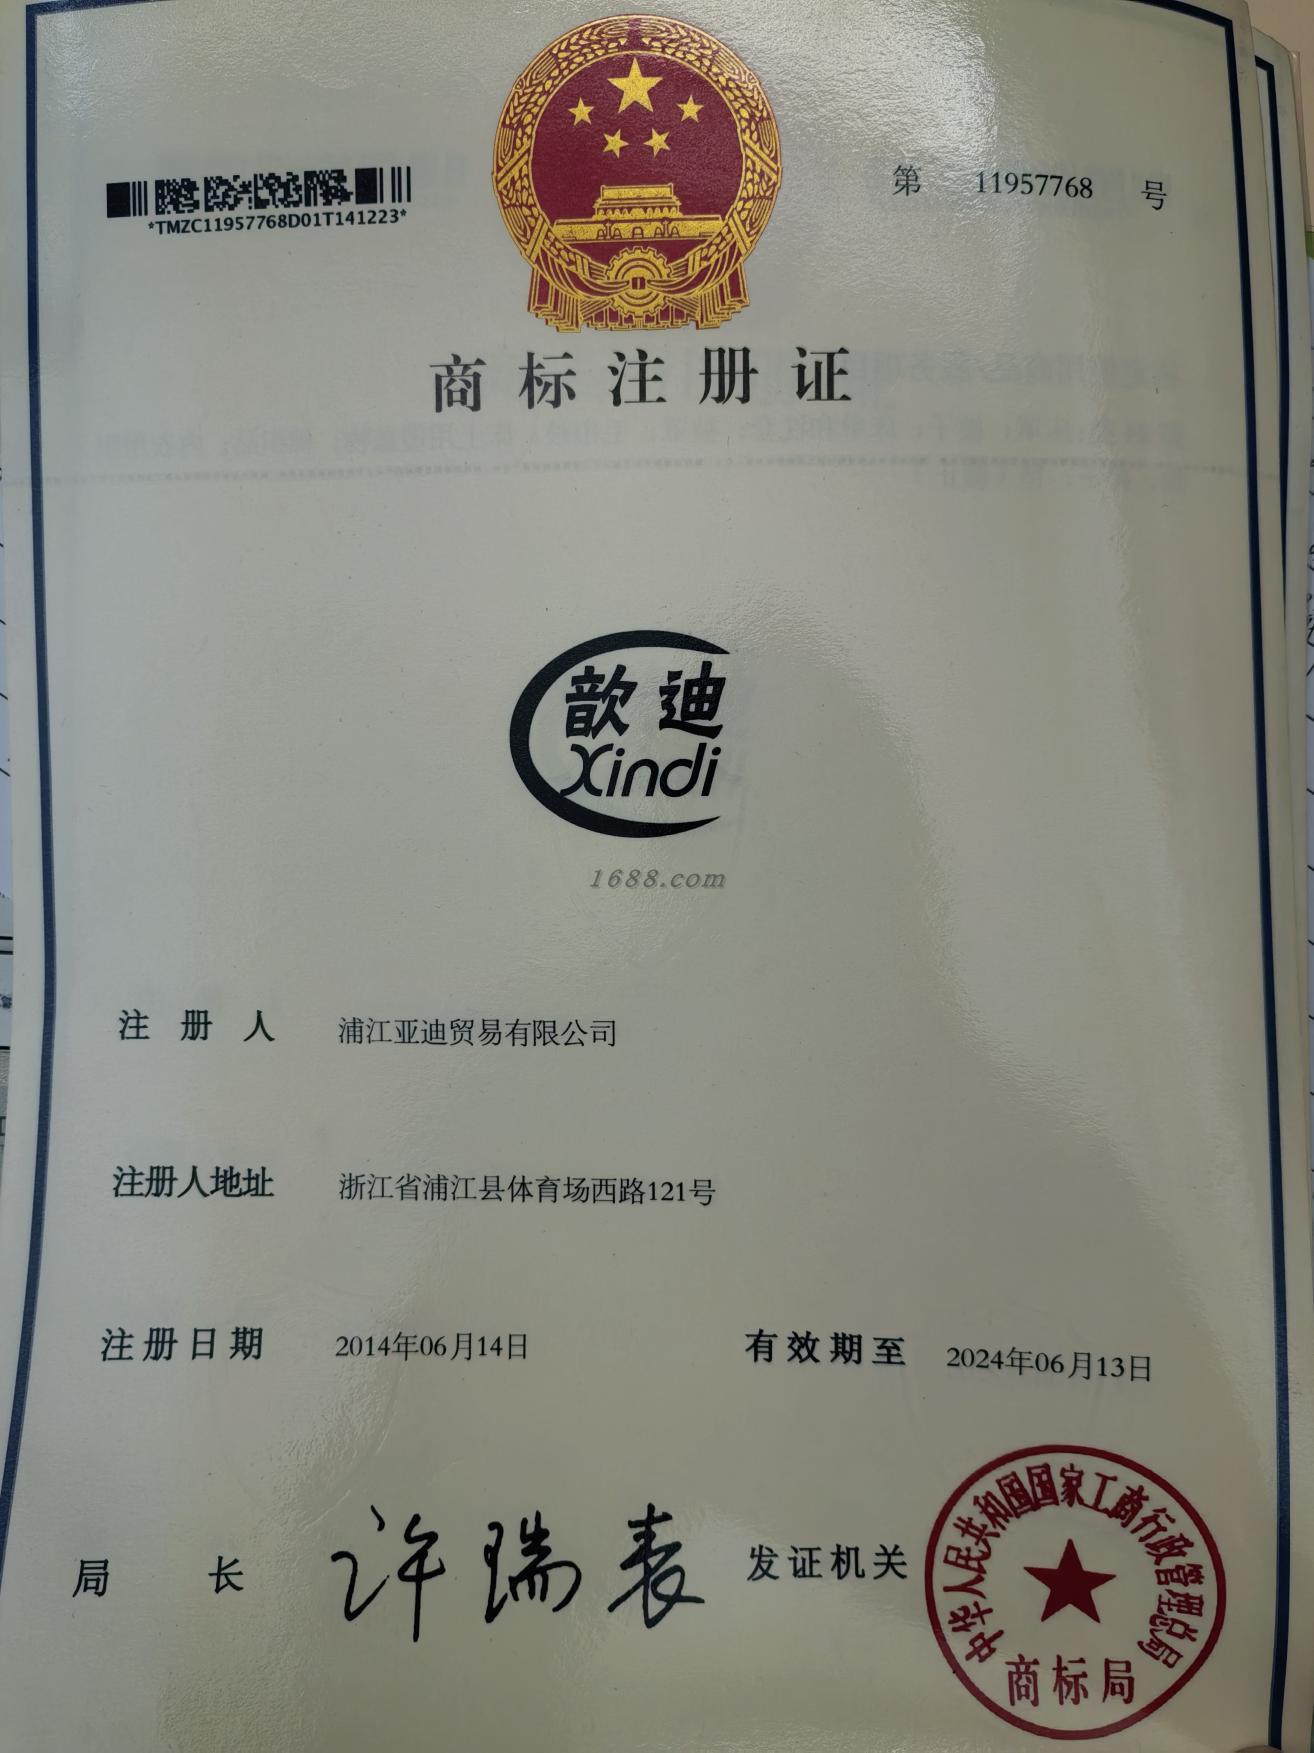 *TMZC11957768D01T141223*
第 11957768 号
商标注册证
歆迪
Xindi
1688.com
注册人 浦江亚迪贸易有限公司
注册人地址 浙江省浦江县体育场西路121号
注册日期 2014年06月14日 有效期至 2024年06月13日
局长 许瑞表 发证机关
中华人民共和国国家工商行政管理总局
商标局